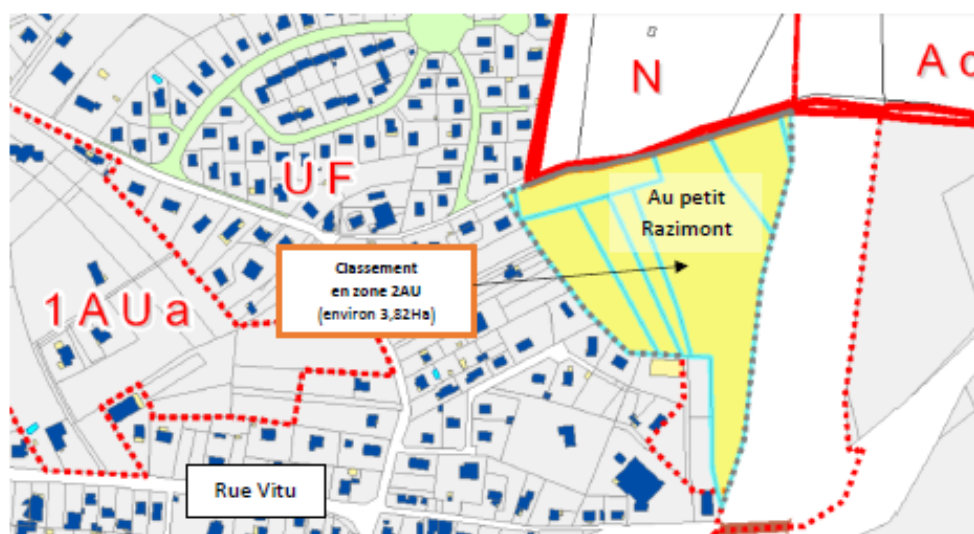 N
A c
U F
Au petit
Razimont
Classement
en zone 2AU
(environ 3,82Ha)
1 A U a
Rue Vitu